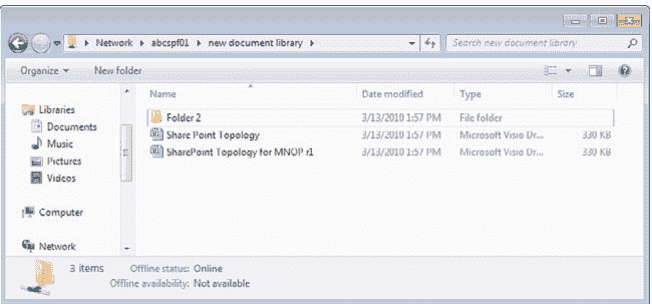 Network ▸ abcspf01 ▸ new document library ▸
Search new document library
Organize
New folder
Name
Date modified
Type
Size
Libraries
Documents
Music
Pictures
Videos
Computer
Network
Folder 2 3/13/2010 1:57 PM File folder
Share Point Topology 3/13/2010 1:57 PM Microsoft Visio Dr... 330 KB
SharePoint Topology for MNOP r1 3/13/2010 1:57 PM Microsoft Visio Dr... 330 KB
3 items
Offline status: Online
Offline availability: Not available